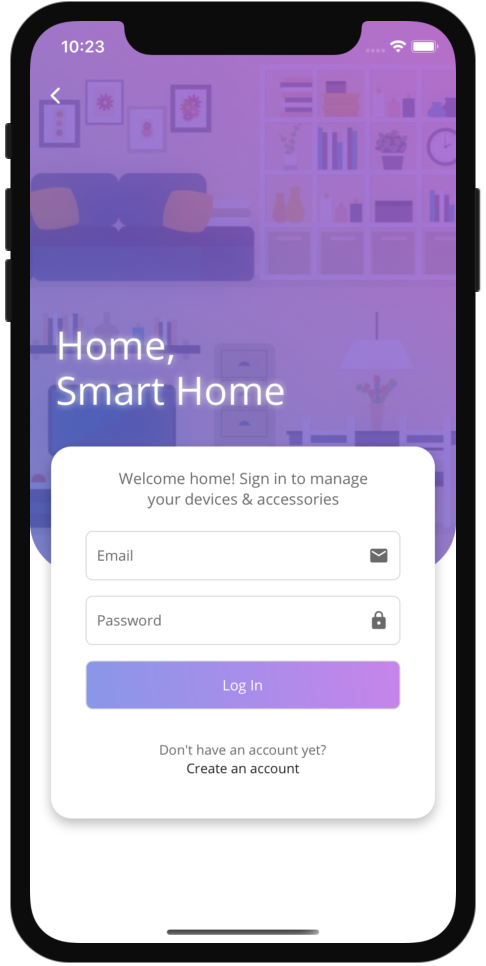 10:23
Home,
Smart Home
Welcome home! Sign in to manage
your devices & accessories
Email
Password
Log In
Don't have an account yet?
Create an account